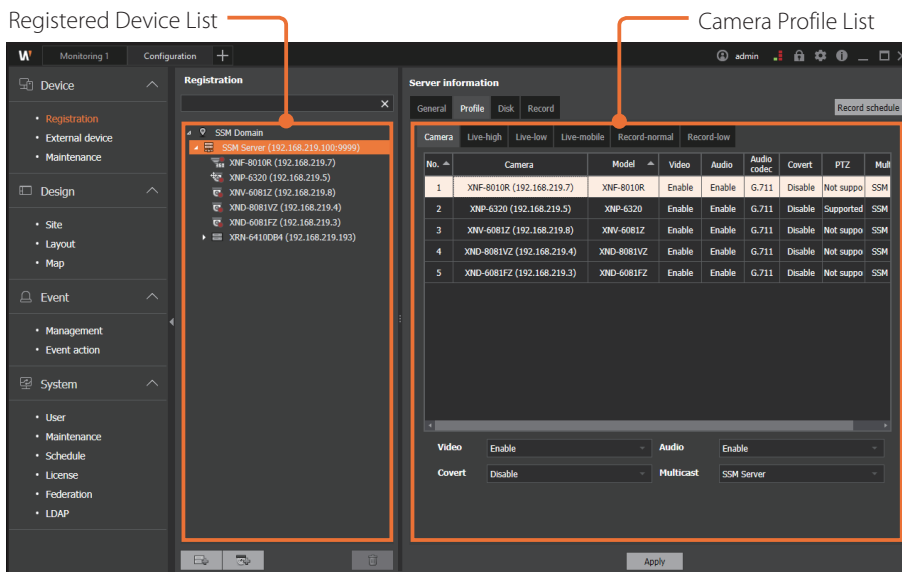 Registered Device List
Camera Profile List
W
Monitoring 1
Configuration
admin
Device
Registration
External device
Maintenance
Design
Site
Layout
Map
Event
Management
Event action
System
User
Maintenance
Schedule
License
Federation
LDAP
Registration
SSM Domain
SSM Server (192.168.219.100:9999)
XNF-8010R (192.168.219.7)
XNP-6320 (192.168.219.5)
XNV-6081Z (192.168.219.8)
XND-8081VZ (192.168.219.4)
XND-6081FZ (192.168.219.3)
XRN-6410DB4 (192.168.219.193)
Server information
General Profile Disk Record
Record schedule
Camera Live-high Live-low Live-mobile Record-normal Record-low
No. Camera Model Video Audio Audio codec Covert PTZ Mult
1 XNF-8010R (192.168.219.7) XNF-8010R Enable Enable G.711 Disable Not suppo SSM
2 XNP-6320 (192.168.219.5) XNP-6320 Enable Enable G.711 Disable Supported SSM
3 XNV-6081Z (192.168.219.8) XNV-6081Z Enable Enable G.711 Disable Not suppo SSM
4 XND-8081VZ (192.168.219.4) XND-8081VZ Enable Enable G.711 Disable Not suppo SSM
5 XND-6081FZ (192.168.219.3) XND-6081FZ Enable Enable G.711 Disable Not suppo SSM
Video Enable Audio Enable
Covert Disable Multicast SSM Server
Apply